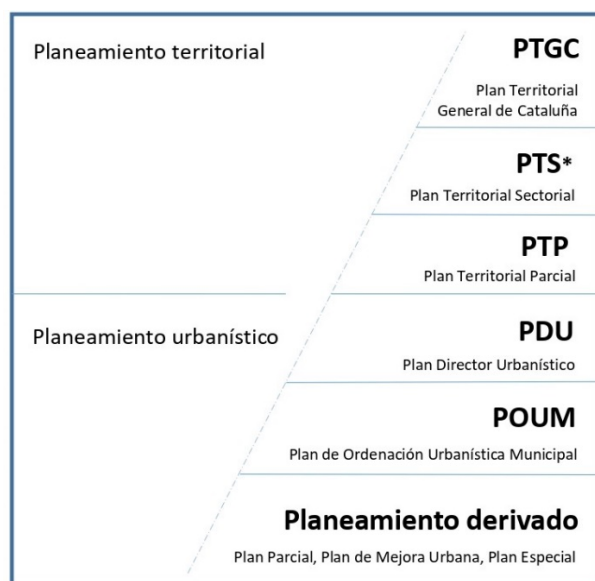 Planeamiento territorial
PTGC
Plan Territorial
General de Cataluña
PTS*
Plan Territorial Sectorial
PTP
Plan Territorial Parcial
Planeamiento urbanístico
PDU
Plan Director Urbanístico
POUM
Plan de Ordenación Urbanística Municipal
Planeamiento derivado
Plan Parcial, Plan de Mejora Urbana, Plan Especial